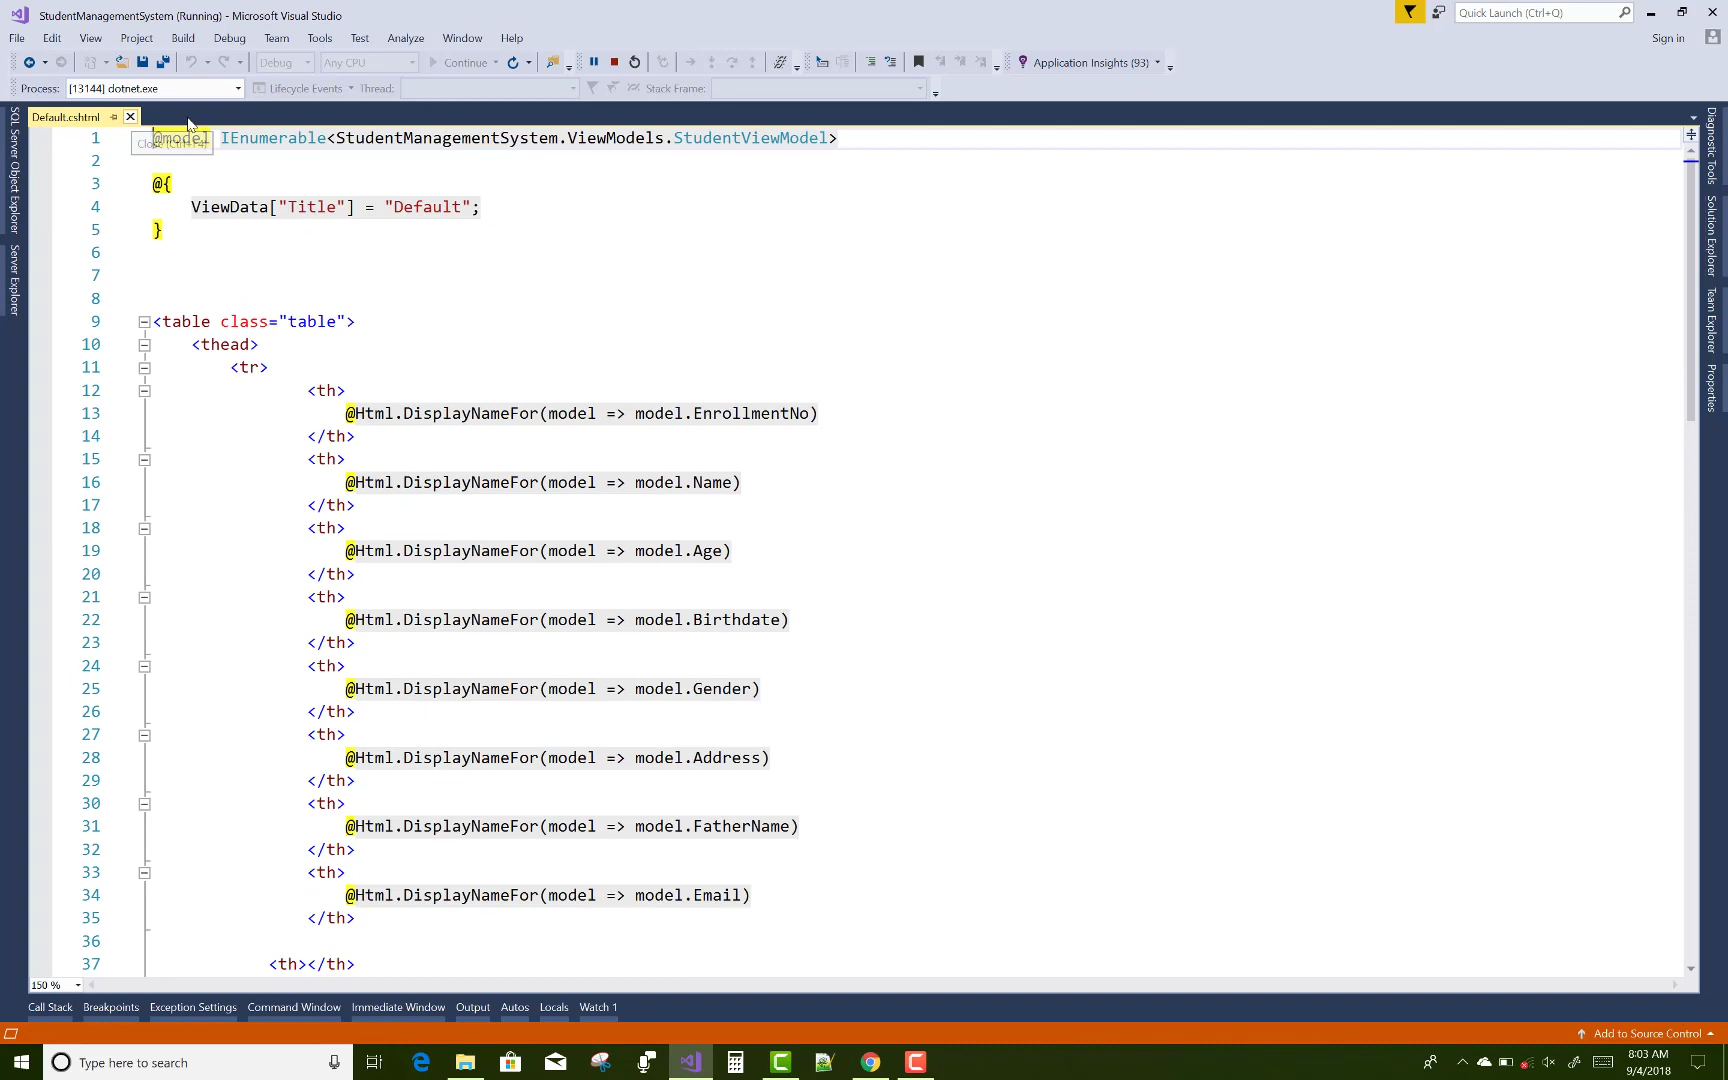 StudentManagementSystem (Running) - Microsoft Visual Studio
Quick Launch (Ctrl+Q)
File Edit View Project Build Debug Team Tools Test Analyze Window Help
Sign in
Debug Any CPU Continue Application Insights (93)
Process: [13144] dotnet.exe Lifecycle Events Thread: Stack Frame:
SQL Server Object Explorer
Server Explorer
Default.cshtml
Close (Ctrl+F4)
1 @model IEnumerable<StudentManagementSystem.ViewModels.StudentViewModel>
2
3 @{
4 ViewData["Title"] = "Default";
5 }
6
7
8
9 <table class="table">
10 <thead>
11 <tr>
12 <th>
13 @Html.DisplayNameFor(model => model.EnrollmentNo)
14 </th>
15 <th>
16 @Html.DisplayNameFor(model => model.Name)
17 </th>
18 <th>
19 @Html.DisplayNameFor(model => model.Age)
20 </th>
21 <th>
22 @Html.DisplayNameFor(model => model.Birthdate)
23 </th>
24 <th>
25 @Html.DisplayNameFor(model => model.Gender)
26 </th>
27 <th>
28 @Html.DisplayNameFor(model => model.Address)
29 </th>
30 <th>
31 @Html.DisplayNameFor(model => model.FatherName)
32 </th>
33 <th>
34 @Html.DisplayNameFor(model => model.Email)
35 </th>
36
37 <th></th>
Diagnostic Tools
Solution Explorer
Team Explorer
Properties
150 %
Call Stack Breakpoints Exception Settings Command Window Immediate Window Output Autos Locals Watch 1
Add to Source Control
Type here to search
8:03 AM
9/4/2018